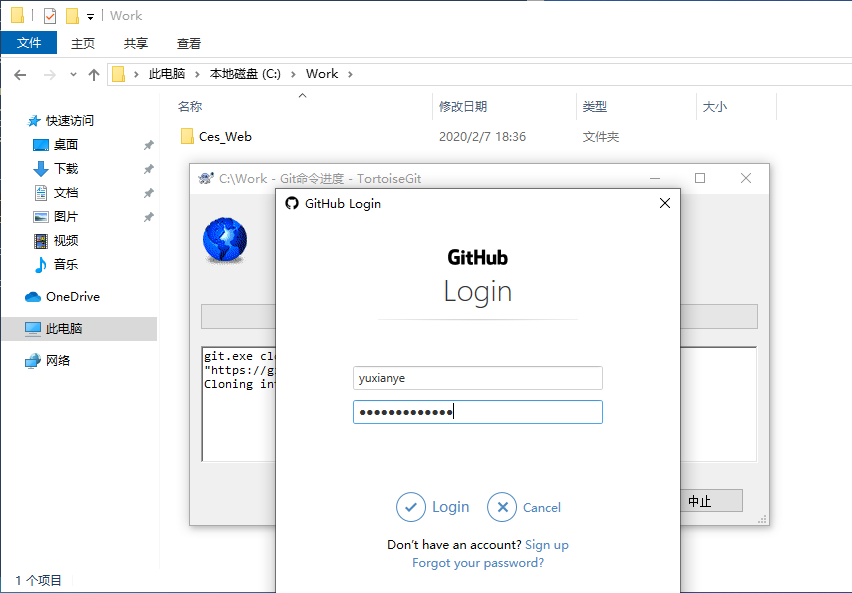 Work
文件 主页 共享 查看
此电脑 本地磁盘 (C:) Work
名称 修改日期 类型 大小
Ces_Web 2020/2/7 18:36 文件夹
快速访问
桌面
下载
文档
图片
视频
音乐
OneDrive
此电脑
网络
1 个项目
C:\Work - Git命令进度 - TortoiseGit
git.exe cl
"https://g
Cloning in
中止
GitHub Login
GitHub
Login
yuxianye
●●●●●●●●●●●●●
Login Cancel
Don't have an account? Sign up
Forgot your password?